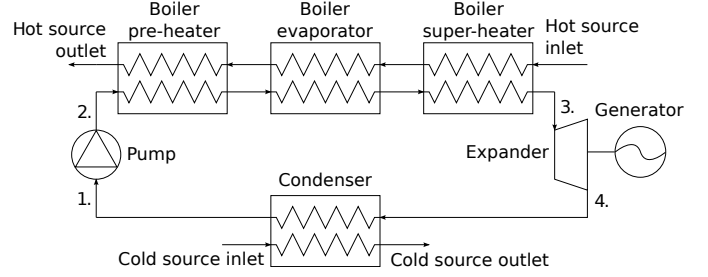 Boiler
pre-heater
Boiler
evaporator
Boiler
super-heater
Hot source
outlet
Hot source
inlet
2.
3.
Generator
Pump
Expander
Condenser
1.
4.
Cold source inlet
Cold source outlet